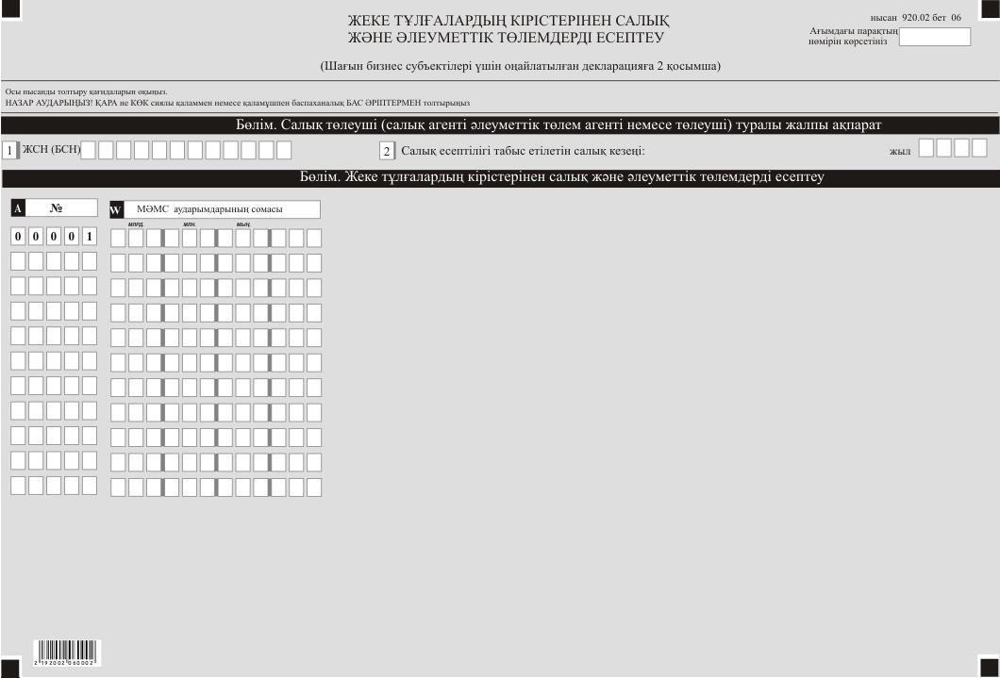 ЖЕКЕ ТҰЛҒАЛАРДЫҢ КІРІСТЕРІНЕН САЛЫҚ
ЖӘНЕ ӘЛЕУМЕТТІК ТӨЛЕМДЕРДІ ЕСЕПТЕУ
(Шағын бизнес субъектілері үшін оңайлатылған декларацияға 2 қосымша)
нысан 920.02 бет 06
Ағымдағы парақтың
нөмірін көрсетініз
Осы нысанды толтыру қағидаларын оқыңыз.
НАЗАР АУДАРЫҢЫЗ! ҚАРА не КӨК сиялы қаламмен немесе қаламұшпен баспаханалық БАС ӘРІПТЕРМЕН толтырыңыз
Бөлім. Салық төлеуші (салық агенті әлеуметтік төлем агенті немесе төлеуші) туралы жалпы ақпарат
1 ЖСН (БСН)
2 Салық есептілігі табыс етілетін салық кезеңі:
жыл
Бөлім. Жеке тұлғалардың кірістерінен салық және әлеуметтік төлемдерді есептеу
A №
W МӘМС аударымдарының сомасы
млрд. млн. мың.
0 0 0 0 1
2 192002 060002